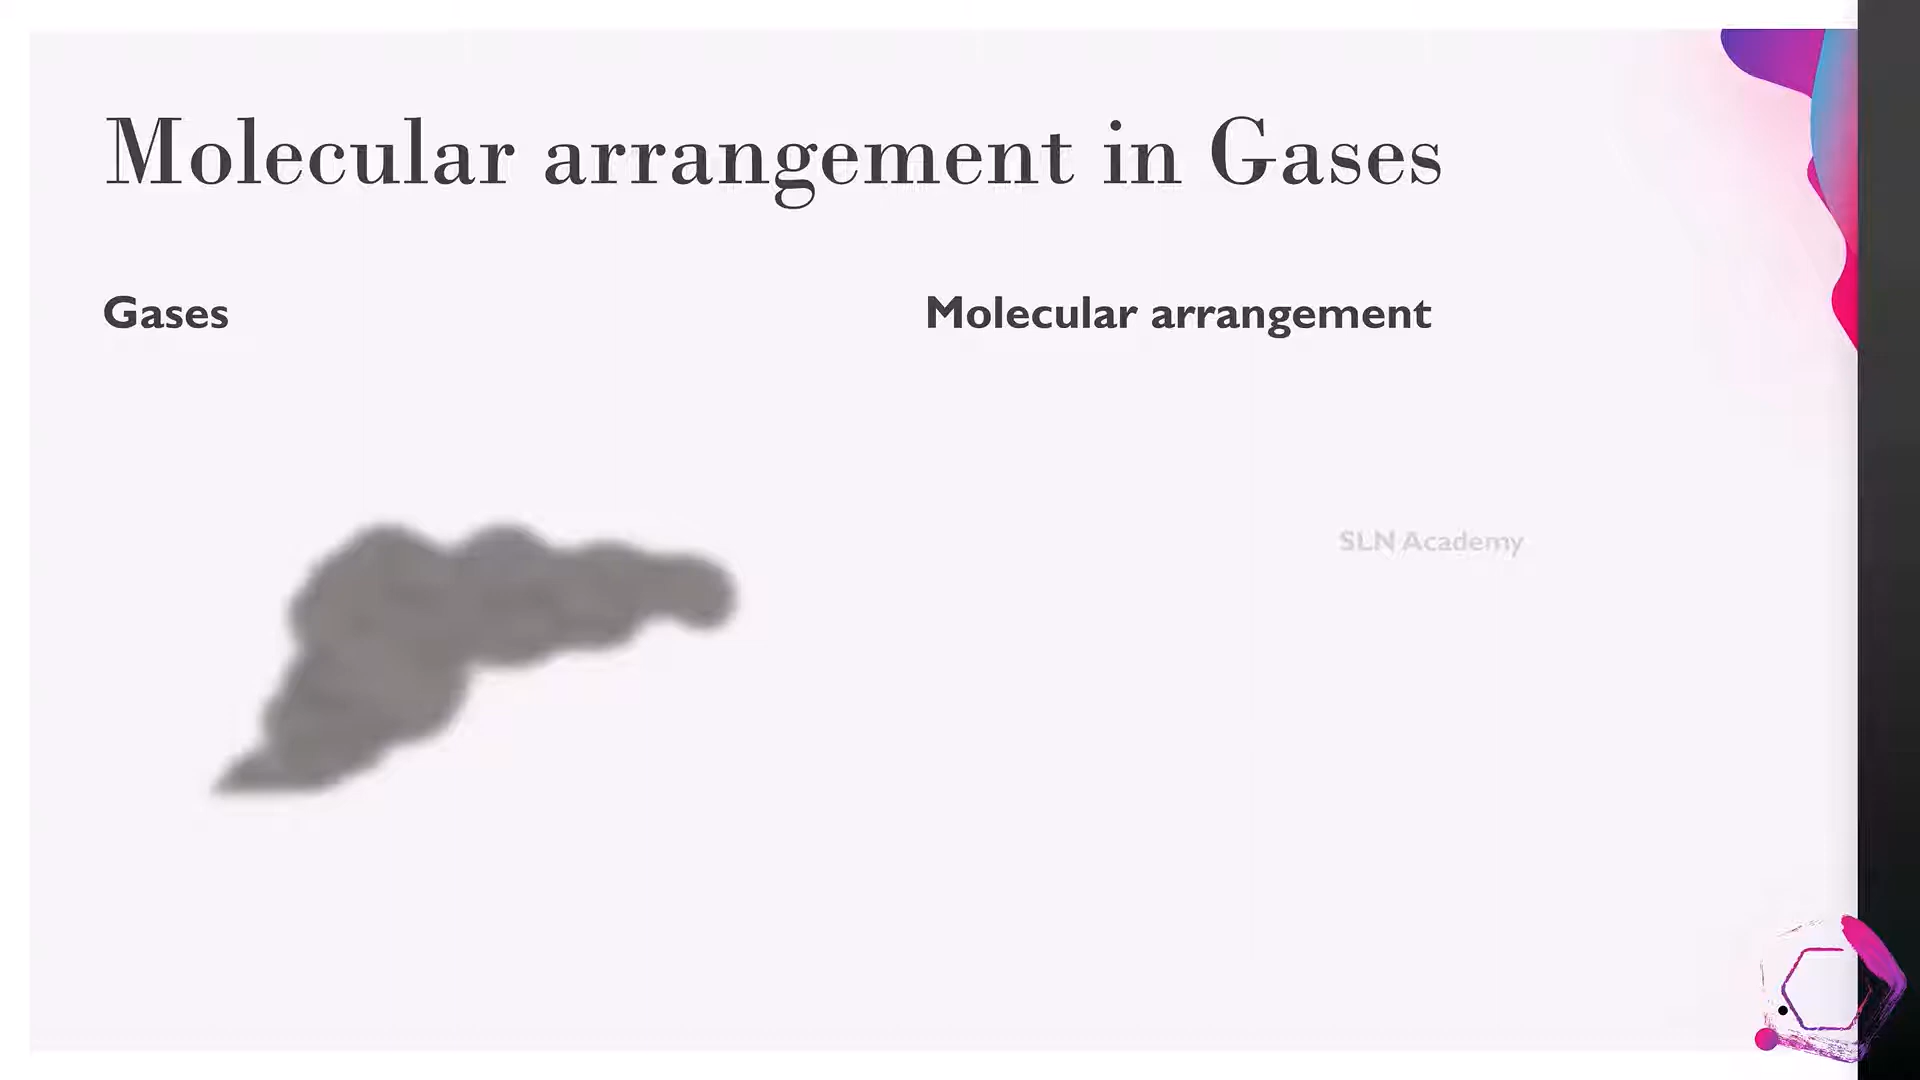 Molecular arrangement in Gases
Gases
Molecular arrangement
SLN Academy